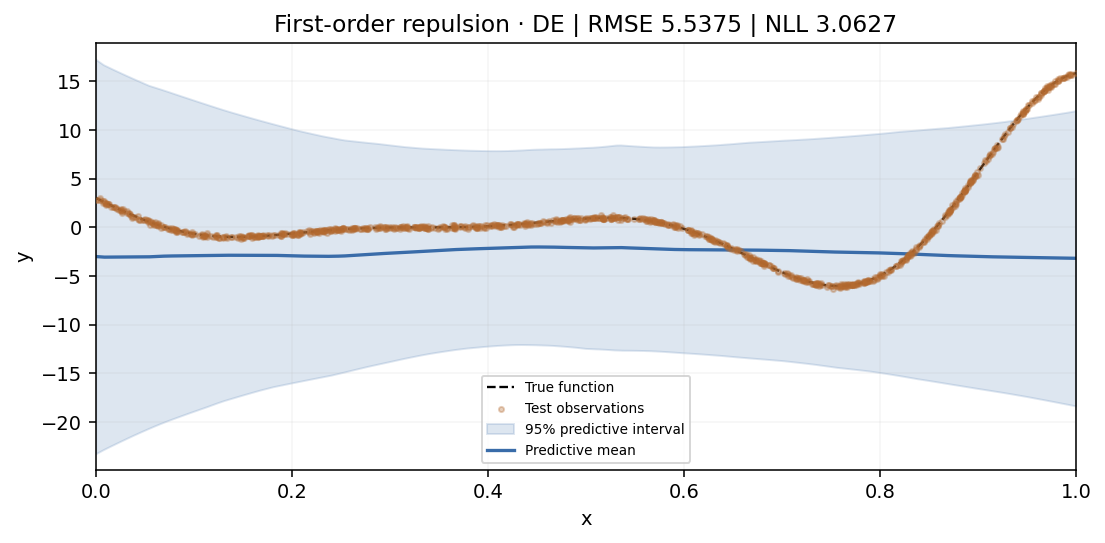 First-order repulsion · DE | RMSE 5.5375 | NLL 3.0627
15
10
5
0
−5
−10
−15
−20
y
True function
Test observations
95% predictive interval
Predictive mean
0.0 0.2 0.4 0.6 0.8 1.0
x